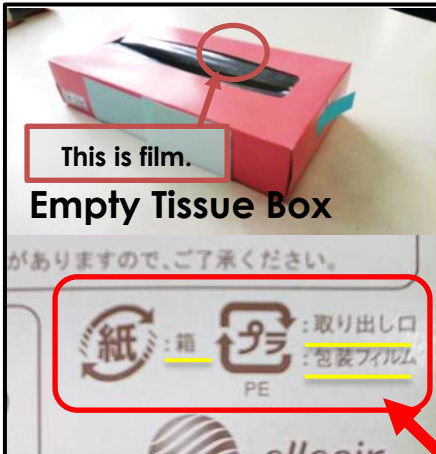 This is film.
Empty Tissue Box
がありますので、ご了承ください。
紙 : 箱
プラ : 取り出し口
: 包装フィルム
PE